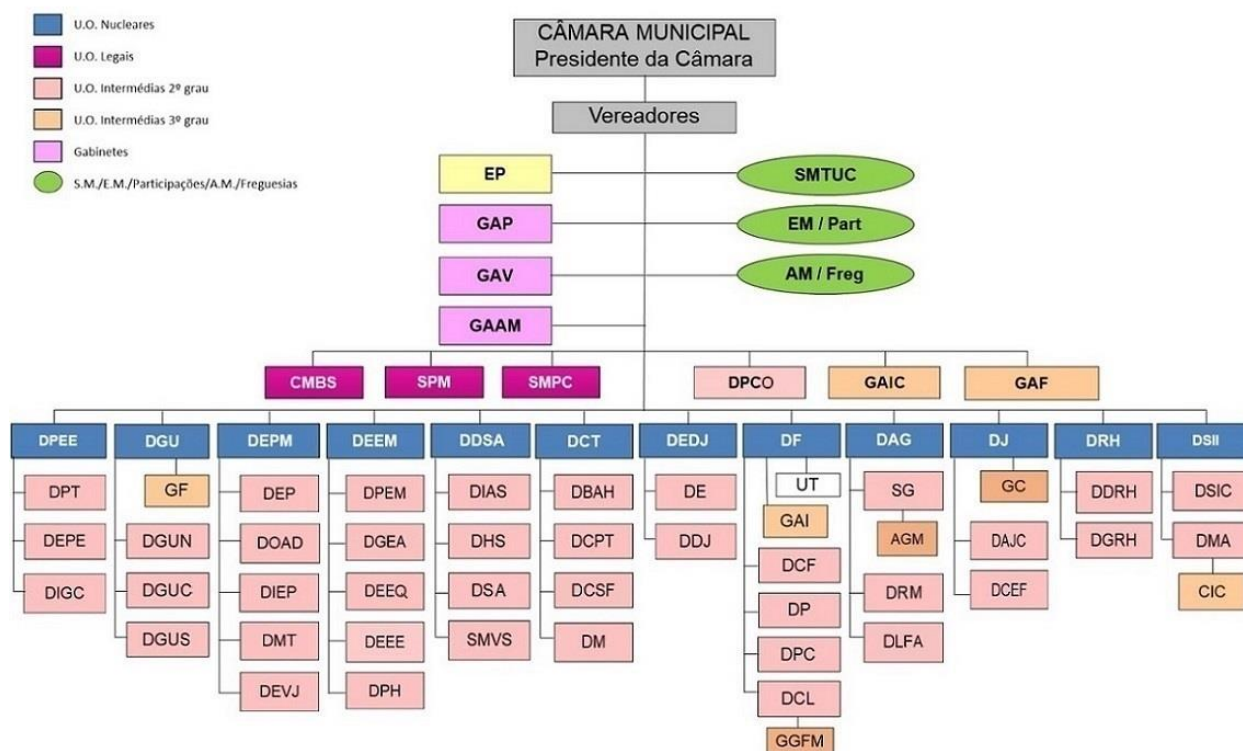 U.O. Nucleares
U.O. Legais
U.O. Intermédias 2º grau
U.O. Intermédias 3º grau
Gabinetes
S.M./E.M./Participações/A.M./Freguesias
CÂMARA MUNICIPAL
Presidente da Câmara
Vereadores
EP
SMTUC
GAP
EM / Part
GAV
AM / Freg
GAAM
CMBS
SPM
SMPC
DPCO
GAIC
GAF
DPEE
DGU
DEPM
DEEM
DDSA
DCT
DEDJ
DF
DAG
DJ
DRH
DSII
DPT
DEPE
DIGC
GF
DGUN
DGUC
DGUS
DEP
DOAD
DIEP
DMT
DEVJ
DPEM
DGEA
DEEQ
DEEE
DPH
DIAS
DHS
DSA
SMVS
DBAH
DCPT
DCSF
DM
DE
DDJ
UT
GAI
DCF
DP
DPC
DCL
GGFM
SG
AGM
DRM
DLFA
GC
DAJC
DCEF
DDRH
DGRH
DSIC
DMA
CIC